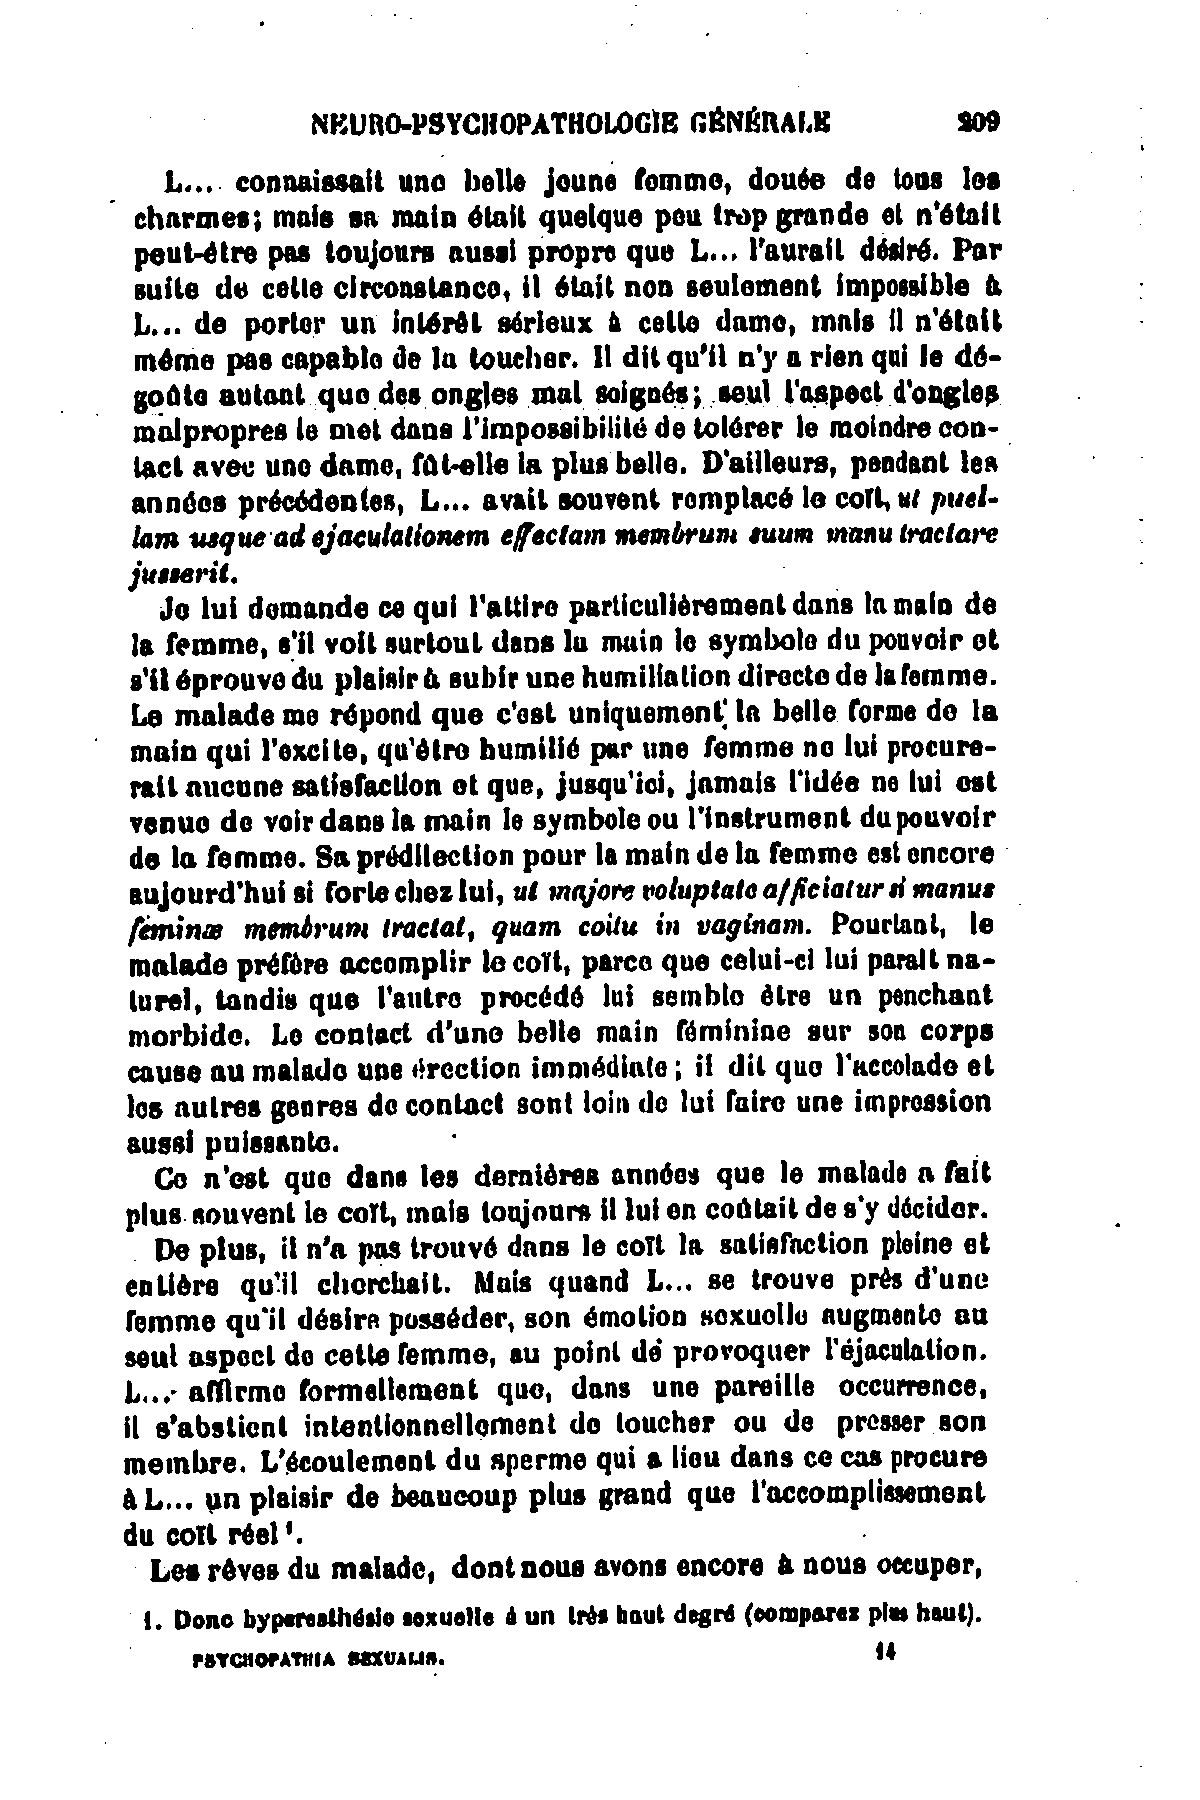 NEURO-PSYCHOPATHOLOGIE GÉNÉRALE 209
L... connaissait une belle jeune femme, douée de tous les
charmes; mais sa main était quelque peu trop grande et n'était
peut-être pas toujours aussi propre que L... l'aurait désiré. Par
suite de cette circonstance, il était non seulement impossible à
L... de porter un intérêt sérieux à cette dame, mais il n'était
même pas capable de la toucher. Il dit qu'il n'y a rien qui le dé-
goûte autant que des ongles mal soignés; seul l'aspect d'ongles
malpropres le met dans l'impossibilité de tolérer le moindre con-
tact avec une dame, fût-elle la plus belle. D'ailleurs, pendant les
années précédentes, L... avait souvent remplacé le coït, ut puel-
lam usque ad ejaculationem effectam membrum suum manu tractare
jusserit.
Je lui demande ce qui l'attire particulièrement dans la main de
la femme, s'il voit surtout dans la main le symbole du pouvoir et
s'il éprouve du plaisir à subir une humiliation directe de la femme.
Le malade me répond que c'est uniquement la belle forme de la
main qui l'excite, qu'être humilié par une femme ne lui procure-
rait aucune satisfaction et que, jusqu'ici, jamais l'idée ne lui est
venue de voir dans la main le symbole ou l'instrument du pouvoir
de la femme. Sa prédilection pour la main de la femme est encore
aujourd'hui si forte chez lui, ut majore voluptate afficiatur si manus
feminæ membrum tractat, quam coitu in vaginam. Pourtant, le
malade préfère accomplir le coït, parce que celui-ci lui paraît na-
turel, tandis que l'autre procédé lui semble être un penchant
morbide. Le contact d'une belle main féminine sur son corps
cause au malade une érection immédiate; il dit que l'accolade et
les autres genres de contact sont loin de lui faire une impression
aussi puissante.
Ce n'est que dans les dernières années que le malade a fait
plus souvent le coït, mais toujours il lui en coûtait de s'y décider.
De plus, il n'a pas trouvé dans le coït la satisfaction pleine et
entière qu'il cherchait. Mais quand L... se trouve près d'une
femme qu'il désire posséder, son émotion sexuelle augmente au
seul aspect de cette femme, au point de provoquer l'éjaculation.
L... affirme formellement que, dans une pareille occurrence,
il s'abstient intentionnellement de toucher ou de presser son
membre. L'écoulement du sperme qui a lieu dans ce cas procure
à L... un plaisir de beaucoup plus grand que l'accomplissement
du coït réel¹.
Les rêves du malade, dont nous avons encore à nous occuper,
1. Donc hyperesthésie sexuelle à un très haut degré (comparez plus haut).
PSYCHOPATHIA SEXUALIS. 14